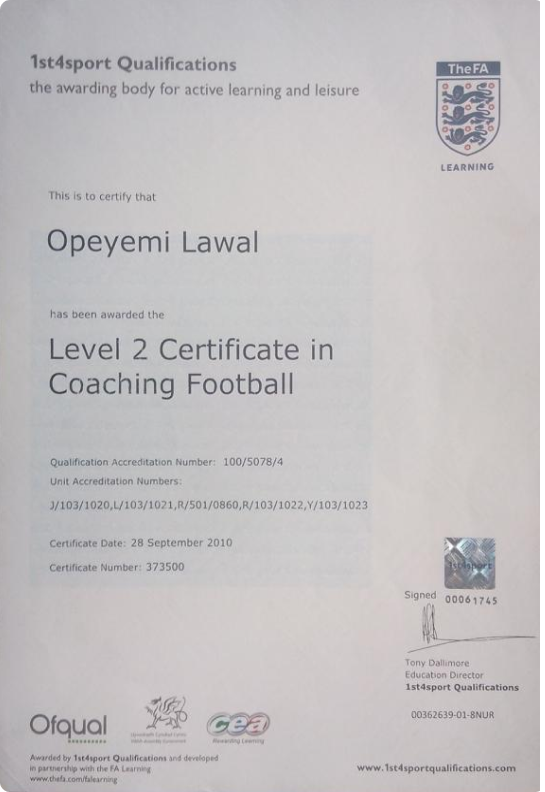 1st4sport Qualifications
the awarding body for active learning and leisure
The FA
LEARNING
This is to certify that
Opeyemi Lawal
has been awarded the
Level 2 Certificate in
Coaching Football
Qualification Accreditation Number: 100/5078/4
Unit Accreditation Numbers:
J/103/1020,L/103/1021,R/501/0860,R/103/1022,Y/103/1023
Certificate Date: 28 September 2010
Certificate Number: 373500
1st4sport
Signed 00061745
Tony Dallimore
Education Director
1st4sport Qualifications
00362639-01-8NUR
Ofqual
cea
Rewarding Learning
Awarded by 1st4sport Qualifications and developed
in partnership with the FA Learning
www.thefa.com/falearning
www.1st4sportqualifications.com